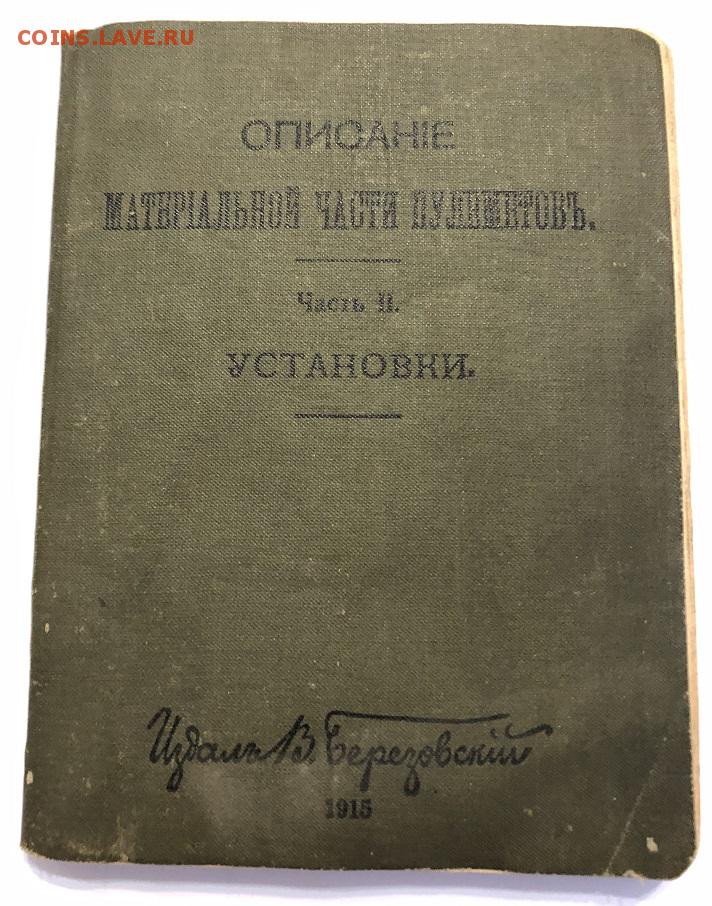 COINS.LAVE.RU
ОПИСАНІЕ
МАТЕРІАЛЬНОЙ ЧАСТИ ПУЛЕМЕТОВЪ.
Часть II.
УСТАНОВКИ.
Издалъ В. Березовскій
1915